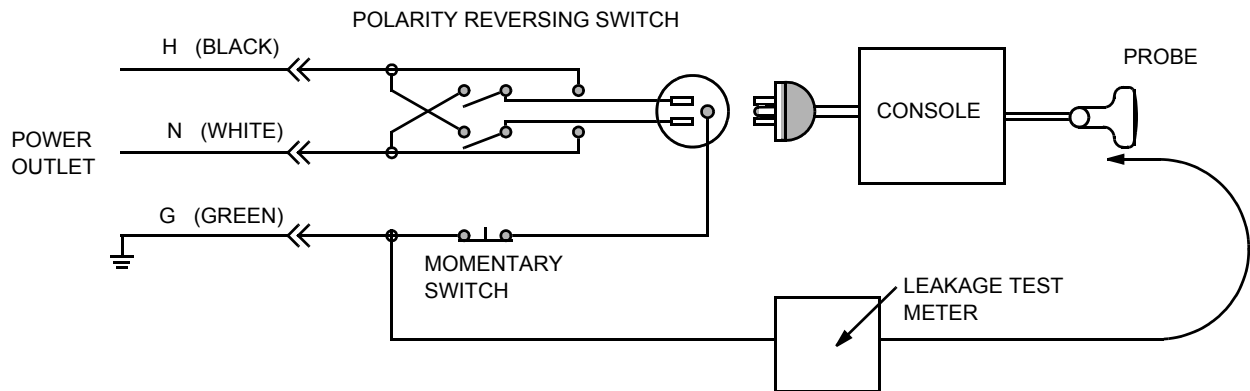 POLARITY REVERSING SWITCH
H (BLACK)
PROBE
CONSOLE
N (WHITE)
POWER
OUTLET
G (GREEN)
MOMENTARY
SWITCH
LEAKAGE TEST
METER